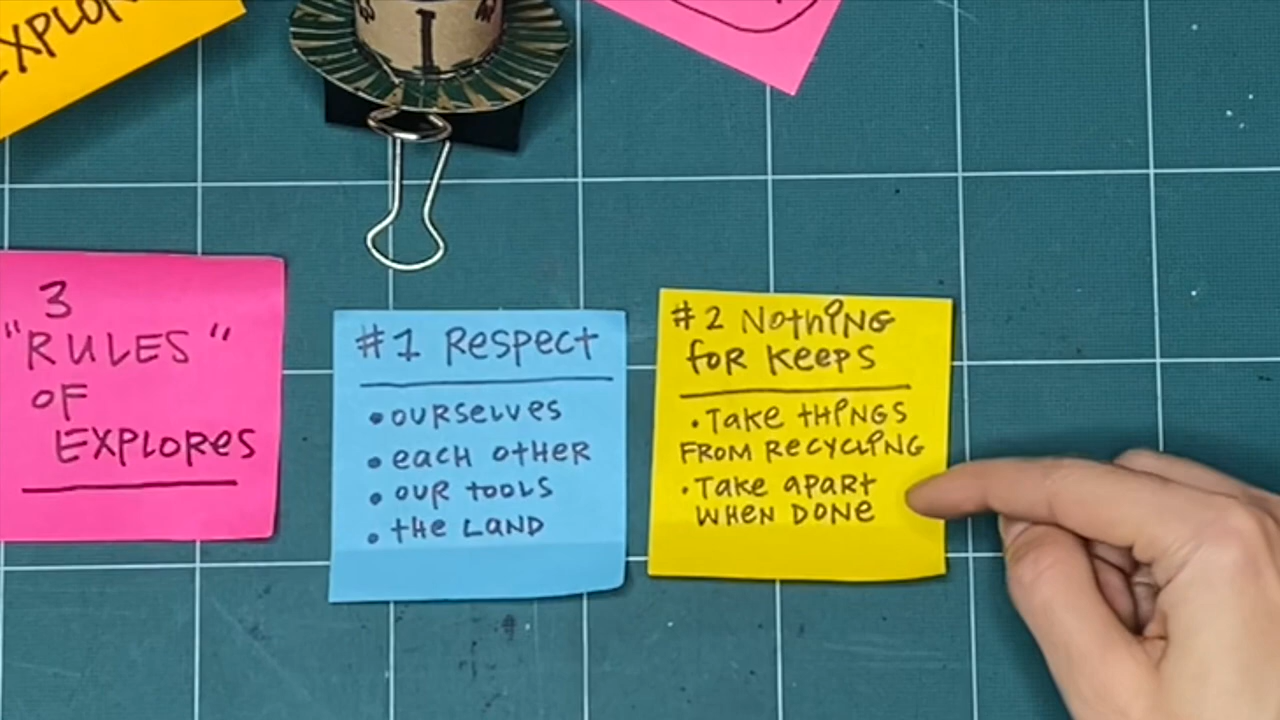 EXPLOR
I
3
"RULES"
OF
EXPLORES
#1 Respect
• OURSELVES
• each OTHER
• OUR TOOLS
• the LAND
#2 NothiNG
for Keeps
• Take thiNGS
FROM RECYCLiNG
• Take apart
WHEN DONe